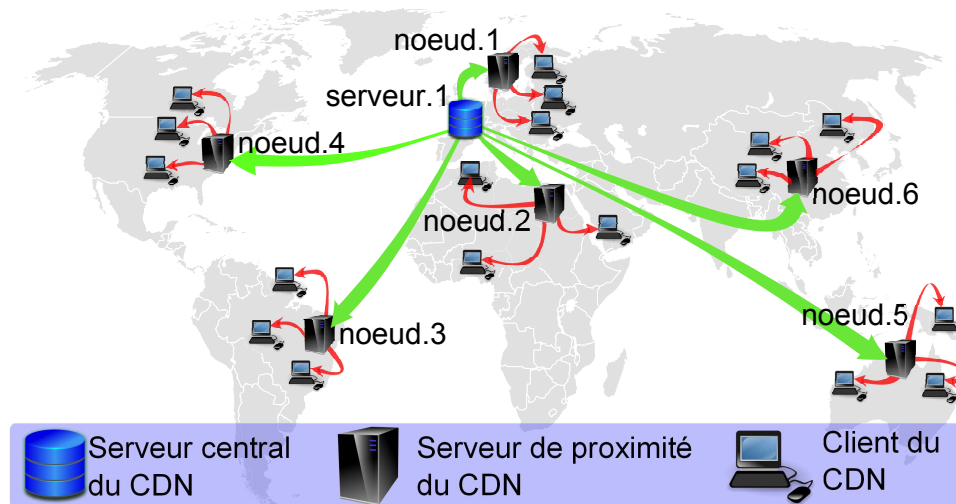 noeud.1
serveur.1
noeud.4
noeud.2
noeud.6
noeud.3
noeud.5
Serveur central
du CDN
Serveur de proximité
du CDN
Client du
CDN